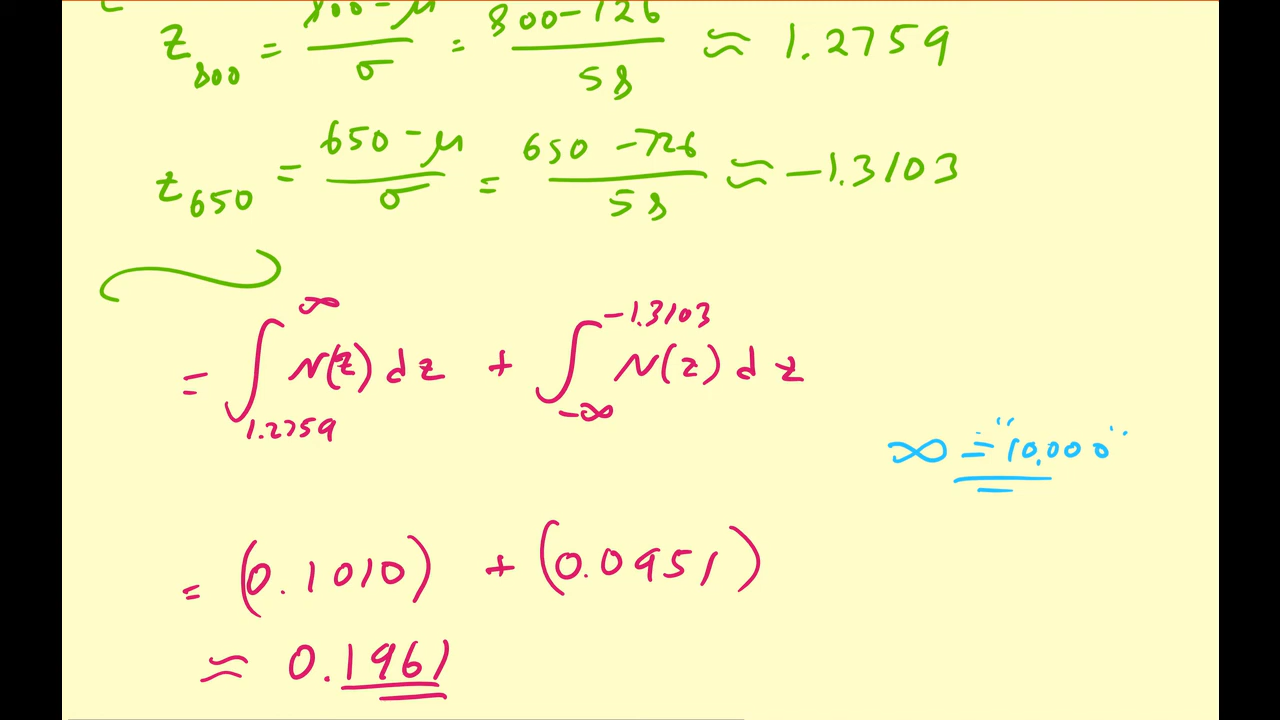 z₈₀₀ = (800 - μ)/σ = (800 - 726)/58 ≈ 1.2759
z₆₅₀ = (650 - μ)/σ = (650 - 726)/58 ≈ -1.3103
= ∫_{1.2759}^{∞} N(z) dz + ∫_{-∞}^{-1.3103} N(z) dz
∞ = "10,000"
= (0.1010) + (0.0951)
≈ 0.1961